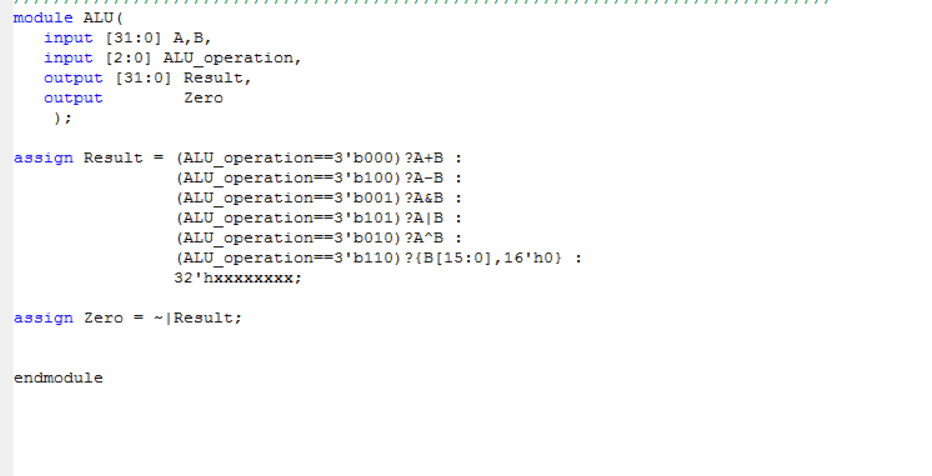 module ALU(
input [31:0] A,B,
input [2:0] ALU_operation,
output [31:0] Result,
output Zero
);
assign Result = (ALU_operation==3'b000)?A+B :
(ALU_operation==3'b100)?A-B :
(ALU_operation==3'b001)?A&B :
(ALU_operation==3'b101)?A|B :
(ALU_operation==3'b010)?A^B :
(ALU_operation==3'b110)?{B[15:0],16'h0} :
32'hxxxxxxxx;
assign Zero = ~|Result;
endmodule